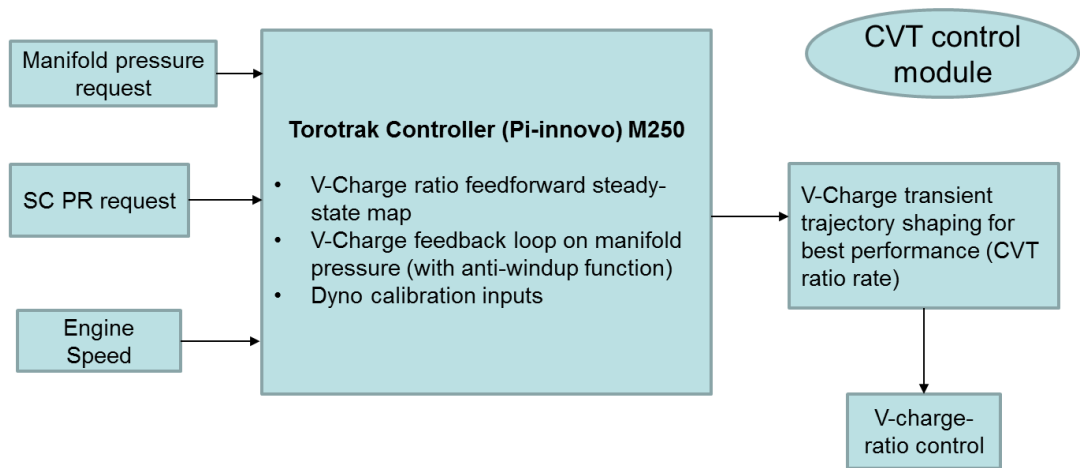 Manifold pressure
request
SC PR request
Engine
Speed
Torotrak Controller (Pi-innovo) M250
• V-Charge ratio feedforward steady-
state map
• V-Charge feedback loop on manifold
pressure (with anti-windup function)
• Dyno calibration inputs
CVT control
module
V-Charge transient
trajectory shaping for
best performance (CVT
ratio rate)
V-charge-
ratio control